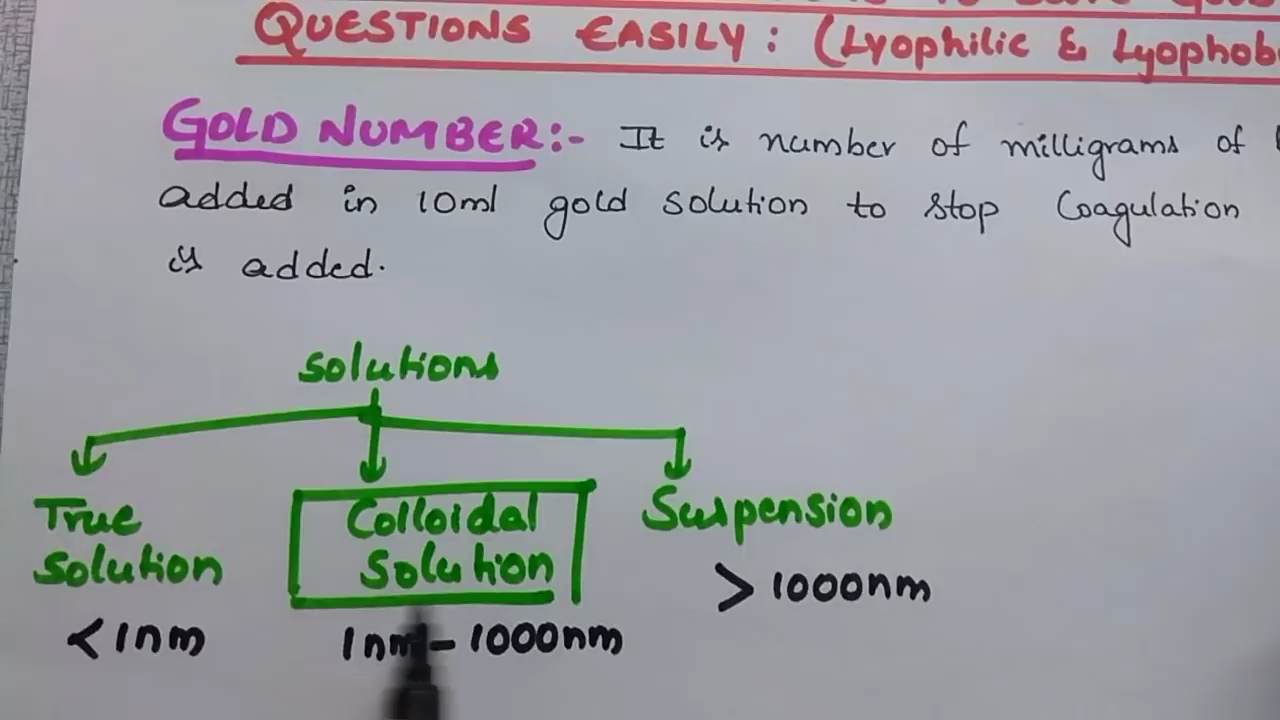 QUESTIONS EASILY: (Lyophilic & Lyophob
GOLD NUMBER:- It is number of milligrams of
added in 10ml gold solution to stop Coagulation
is added.
solutions
True
solution
Colloidal
solution
Suspension
< 1nm
1nm - 1000nm
> 1000nm